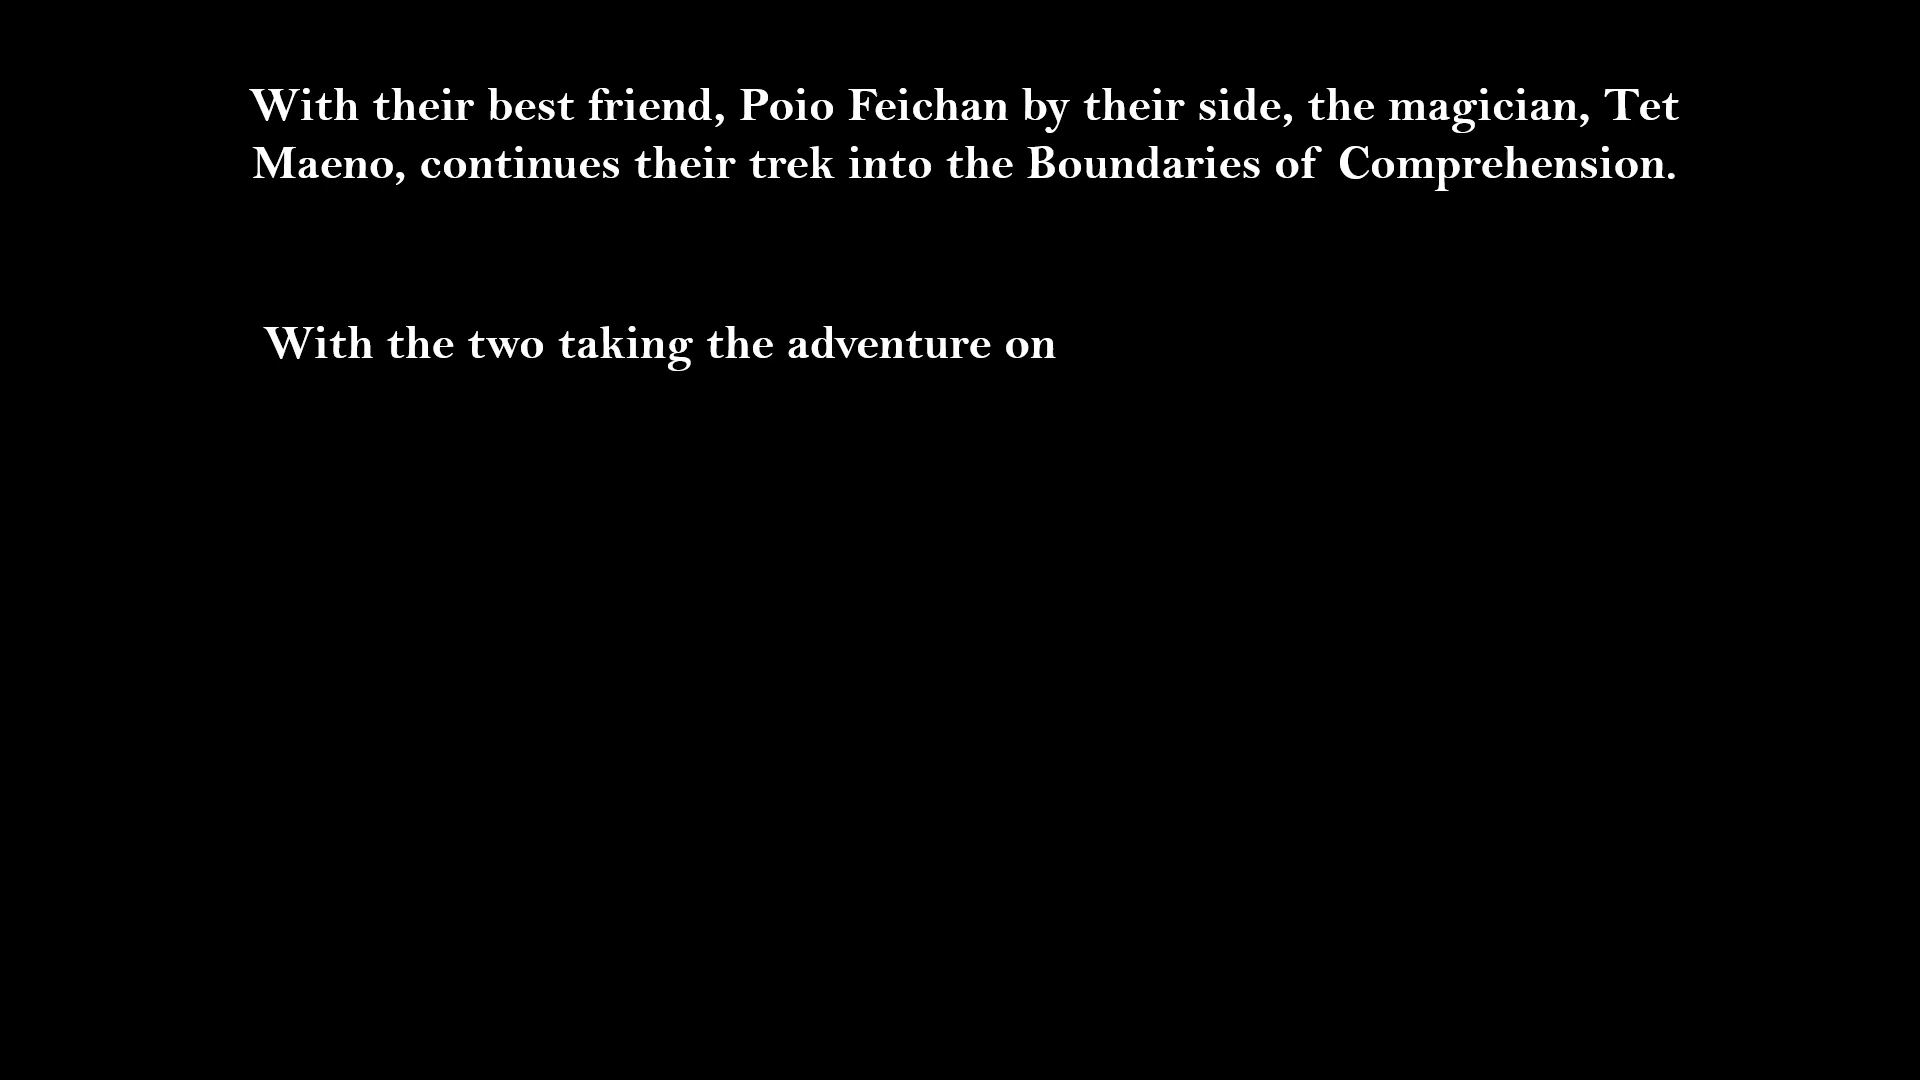 With their best friend, Poio Feichan by their side, the magician, Tet
Maeno, continues their trek into the Boundaries of Comprehension.
With the two taking the adventure on